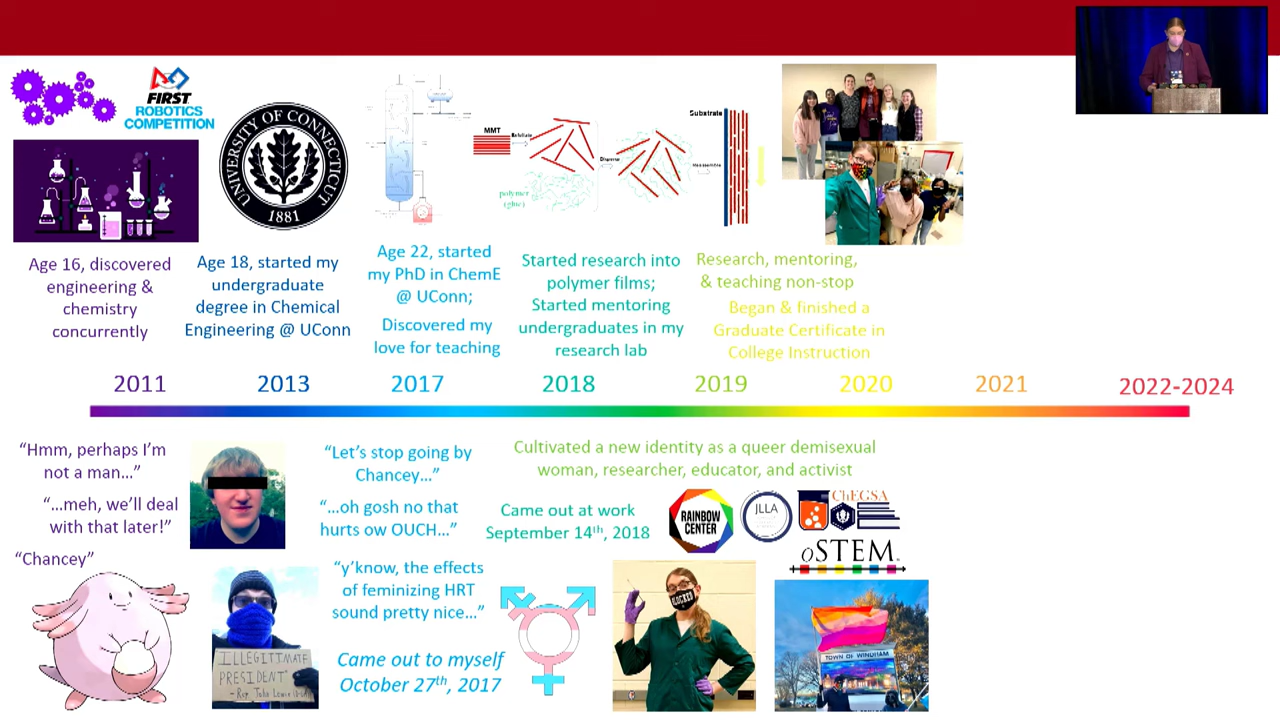 FIRST
ROBOTICS
COMPETITION
UNIVERSITY OF CONNECTICUT
1881
MMT
Exfoliate
polymer
(glue)
Disperse
Substrate
Age 16, discovered
engineering &
chemistry
concurrently
Age 18, started my
undergraduate
degree in Chemical
Engineering @ UConn
Age 22, started
my PhD in ChemE
@ UConn;
Discovered my
love for teaching
Started research into
polymer films;
Started mentoring
undergraduates in my
research lab
Research, mentoring,
& teaching non-stop
Began & finished a
Graduate Certificate in
College Instruction
2011
2013
2017
2018
2019
2020
2021
2022-2024
“Hmm, perhaps I’m
not a man…”
“…meh, we’ll deal
with that later!”
“Chancey”
“Let’s stop going by
Chancey…”
“…oh gosh no that
hurts ow OUCH…”
“y’know, the effects
of feminizing HRT
sound pretty nice…”
Came out to myself
October 27th, 2017
Cultivated a new identity as a queer demisexual
woman, researcher, educator, and activist
Came out at work
September 14th, 2018
RAINBOW
CENTER
JLLA
ChEGSA
oSTEM
ILLEGITIMATE
PRESIDENT"
TOWN OF WINDHAM